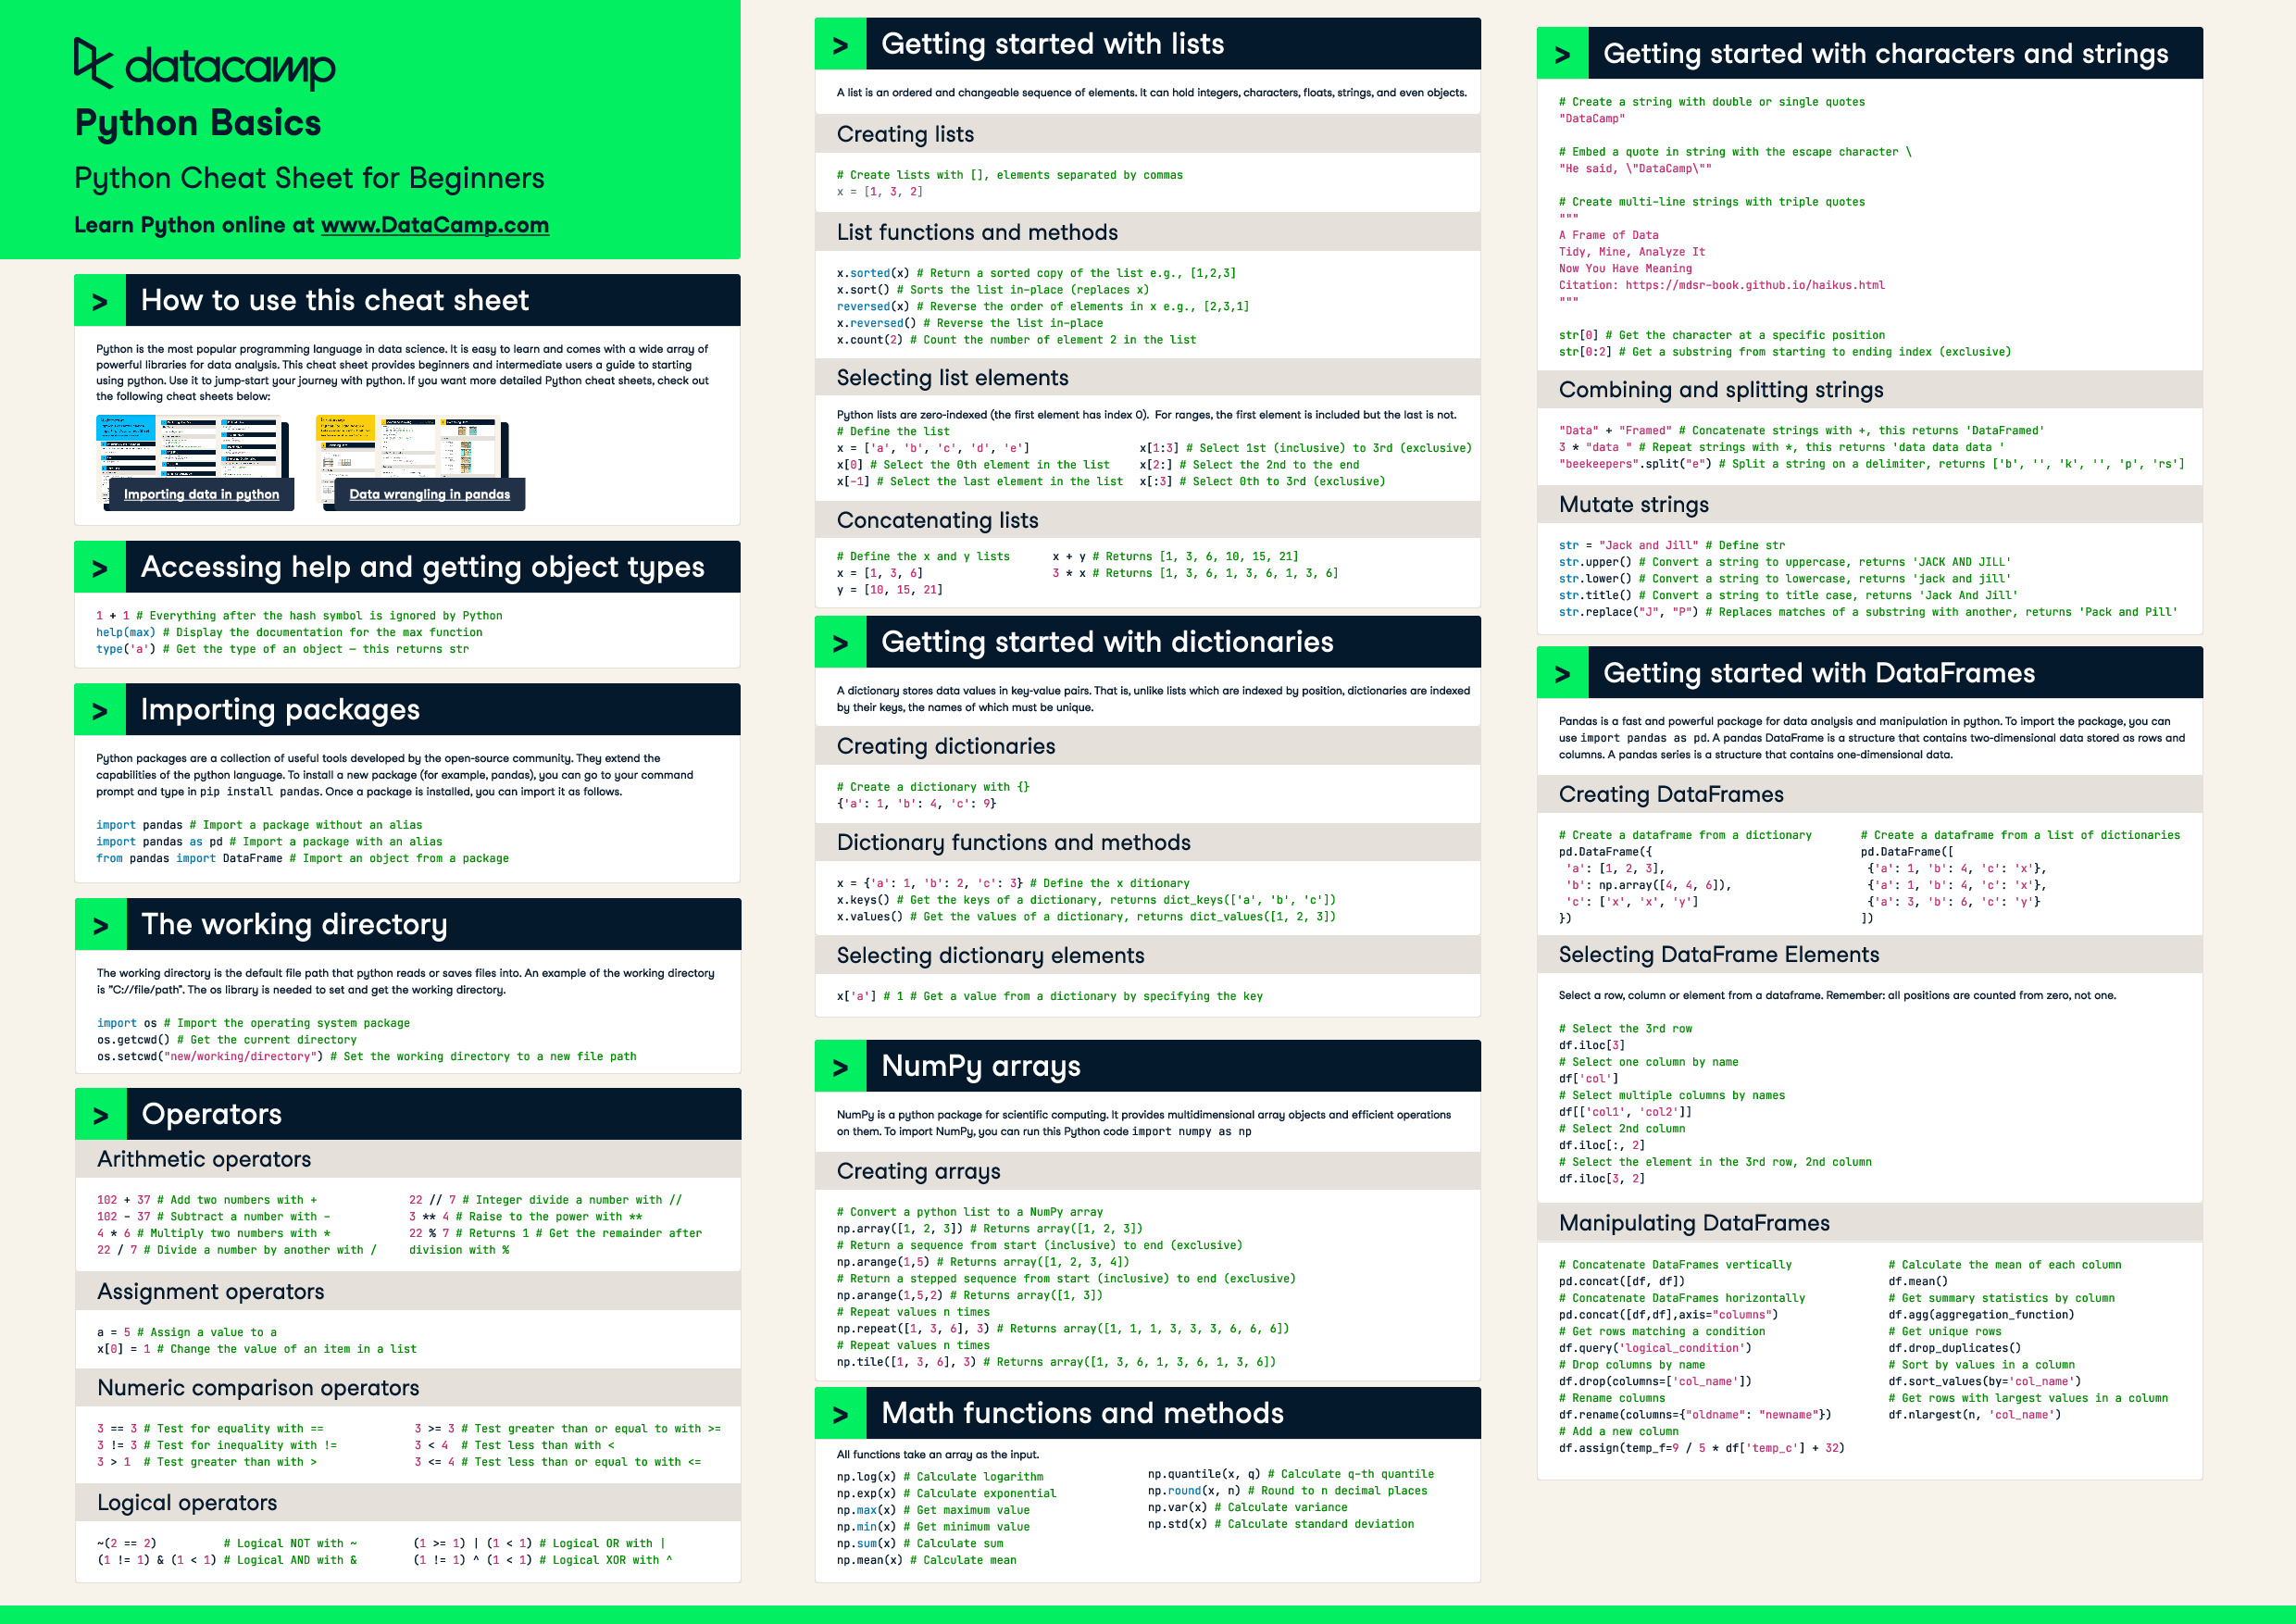 datacamp
Python Basics
Python Cheat Sheet for Beginners
Learn Python online at www.DataCamp.com
> How to use this cheat sheet
Python is the most popular programming language in data science. It is easy to learn and comes with a wide array of
powerful libraries for data analysis. This cheat sheet provides beginners and intermediate users a guide to starting
using python. Use it to jump-start your journey with python. If you want more detailed Python cheat sheets, check out
the following cheat sheets below:
Importing data in python
Data wrangling in pandas
> Accessing help and getting object types
1 + 1 # Everything after the hash symbol is ignored by Python
help(max) # Display the documentation for the max function
type('a') # Get the type of an object — this returns str
> Importing packages
Python packages are a collection of useful tools developed by the open-source community. They extend the
capabilities of the python language. To install a new package (for example, pandas), you can go to your command
prompt and type in pip install pandas. Once a package is installed, you can import it as follows.
import pandas # Import a package without an alias
import pandas as pd # Import a package with an alias
from pandas import DataFrame # Import an object from a package
> The working directory
The working directory is the default file path that python reads or saves files into. An example of the working directory
is "C://file/path". The os library is needed to set and get the working directory.
import os # Import the operating system package
os.getcwd() # Get the current directory
os.setcwd("new/working/directory") # Set the working directory to a new file path
> Operators
Arithmetic operators
102 + 37 # Add two numbers with +
102 - 37 # Subtract a number with -
4 * 6 # Multiply two numbers with *
22 / 7 # Divide a number by another with /
22 // 7 # Integer divide a number with //
3 ** 4 # Raise to the power with **
22 % 7 # Returns 1 # Get the remainder after
division with %
Assignment operators
a = 5 # Assign a value to a
x[0] = 1 # Change the value of an item in a list
Numeric comparison operators
3 == 3 # Test for equality with ==
3 != 3 # Test for inequality with !=
3 > 1 # Test greater than with >
3 >= 3 # Test greater than or equal to with >=
3 < 4 # Test less than with <
3 <= 4 # Test less than or equal to with <=
Logical operators
~(2 == 2) # Logical NOT with ~
(1 != 1) & (1 < 1) # Logical AND with &
(1 >= 1) | (1 < 1) # Logical OR with |
(1 != 1) ^ (1 < 1) # Logical XOR with ^
> Getting started with lists
A list is an ordered and changeable sequence of elements. It can hold integers, characters, floats, strings, and even objects.
Creating lists
# Create lists with [], elements separated by commas
x = [1, 3, 2]
List functions and methods
x.sorted(x) # Return a sorted copy of the list e.g., [1,2,3]
x.sort() # Sorts the list in-place (replaces x)
reversed(x) # Reverse the order of elements in x e.g., [2,3,1]
x.reversed() # Reverse the list in-place
x.count(2) # Count the number of element 2 in the list
Selecting list elements
Python lists are zero-indexed (the first element has index 0). For ranges, the first element is included but the last is not.
# Define the list
x = ['a', 'b', 'c', 'd', 'e']
x[0] # Select the 0th element in the list
x[-1] # Select the last element in the list
x[1:3] # Select 1st (inclusive) to 3rd (exclusive)
x[2:] # Select the 2nd to the end
x[:3] # Select 0th to 3rd (exclusive)
Concatenating lists
# Define the x and y lists
x = [1, 3, 6]
y = [10, 15, 21]
x + y # Returns [1, 3, 6, 10, 15, 21]
3 * x # Returns [1, 3, 6, 1, 3, 6, 1, 3, 6]
> Getting started with dictionaries
A dictionary stores data values in key-value pairs. That is, unlike lists which are indexed by position, dictionaries are indexed
by their keys, the names of which must be unique.
Creating dictionaries
# Create a dictionary with {}
{'a': 1, 'b': 4, 'c': 9}
Dictionary functions and methods
x = {'a': 1, 'b': 2, 'c': 3} # Define the x ditionary
x.keys() # Get the keys of a dictionary, returns dict_keys(['a', 'b', 'c'])
x.values() # Get the values of a dictionary, returns dict_values([1, 2, 3])
Selecting dictionary elements
x['a'] # 1 # Get a value from a dictionary by specifying the key
> NumPy arrays
NumPy is a python package for scientific computing. It provides multidimensional array objects and efficient operations
on them. To import NumPy, you can run this Python code import numpy as np
Creating arrays
# Convert a python list to a NumPy array
np.array([1, 2, 3]) # Returns array([1, 2, 3])
# Return a sequence from start (inclusive) to end (exclusive)
np.arange(1,5) # Returns array([1, 2, 3, 4])
# Return a stepped sequence from start (inclusive) to end (exclusive)
np.arange(1,5,2) # Returns array([1, 3])
# Repeat values n times
np.repeat([1, 3, 6], 3) # Returns array([1, 1, 1, 3, 3, 3, 6, 6, 6])
# Repeat values n times
np.tile([1, 3, 6], 3) # Returns array([1, 3, 6, 1, 3, 6, 1, 3, 6])
> Math functions and methods
All functions take an array as the input.
np.log(x) # Calculate logarithm
np.exp(x) # Calculate exponential
np.max(x) # Get maximum value
np.min(x) # Get minimum value
np.sum(x) # Calculate sum
np.mean(x) # Calculate mean
np.quantile(x, q) # Calculate q-th quantile
np.round(x, n) # Round to n decimal places
np.var(x) # Calculate variance
np.std(x) # Calculate standard deviation
> Getting started with characters and strings
# Create a string with double or single quotes
"DataCamp"
# Embed a quote in string with the escape character \
"He said, \"DataCamp\""
# Create multi-line strings with triple quotes
"""
A Frame of Data
Tidy, Mine, Analyze It
Now You Have Meaning
Citation: https://mdsr-book.github.io/haikus.html
"""
str[0] # Get the character at a specific position
str[0:2] # Get a substring from starting to ending index (exclusive)
Combining and splitting strings
"Data" + "Framed" # Concatenate strings with +, this returns 'DataFramed'
3 * "data " # Repeat strings with *, this returns 'data data data '
"beekeepers".split("e") # Split a string on a delimiter, returns ['b', '', 'k', '', 'p', 'rs']
Mutate strings
str = "Jack and Jill" # Define str
str.upper() # Convert a string to uppercase, returns 'JACK AND JILL'
str.lower() # Convert a string to lowercase, returns 'jack and jill'
str.title() # Convert a string to title case, returns 'Jack And Jill'
str.replace("J", "P") # Replaces matches of a substring with another, returns 'Pack and Pill'
> Getting started with DataFrames
Pandas is a fast and powerful package for data analysis and manipulation in python. To import the package, you can
use import pandas as pd. A pandas DataFrame is a structure that contains two-dimensional data stored as rows and
columns. A pandas series is a structure that contains one-dimensional data.
Creating DataFrames
# Create a dataframe from a dictionary
pd.DataFrame({
'a': [1, 2, 3],
'b': np.array([4, 4, 6]),
'c': ['x', 'x', 'y']
})
# Create a dataframe from a list of dictionaries
pd.DataFrame([
{'a': 1, 'b': 4, 'c': 'x'},
{'a': 1, 'b': 4, 'c': 'x'},
{'a': 3, 'b': 6, 'c': 'y'}
])
Selecting DataFrame Elements
Select a row, column or element from a dataframe. Remember: all positions are counted from zero, not one.
# Select the 3rd row
df.iloc[3]
# Select one column by name
df['col']
# Select multiple columns by names
df[['col1', 'col2']]
# Select 2nd column
df.iloc[:, 2]
# Select the element in the 3rd row, 2nd column
df.iloc[3, 2]
Manipulating DataFrames
# Concatenate DataFrames vertically
pd.concat([df, df])
# Concatenate DataFrames horizontally
pd.concat([df,df],axis="columns")
# Get rows matching a condition
df.query('logical_condition')
# Drop columns by name
df.drop(columns=['col_name'])
# Rename columns
df.rename(columns={"oldname": "newname"})
# Add a new column
df.assign(temp_f=9 / 5 * df['temp_c'] + 32)
# Calculate the mean of each column
df.mean()
# Get summary statistics by column
df.agg(aggregation_function)
# Get unique rows
df.drop_duplicates()
# Sort by values in a column
df.sort_values(by='col_name')
# Get rows with largest values in a column
df.nlargest(n, 'col_name')